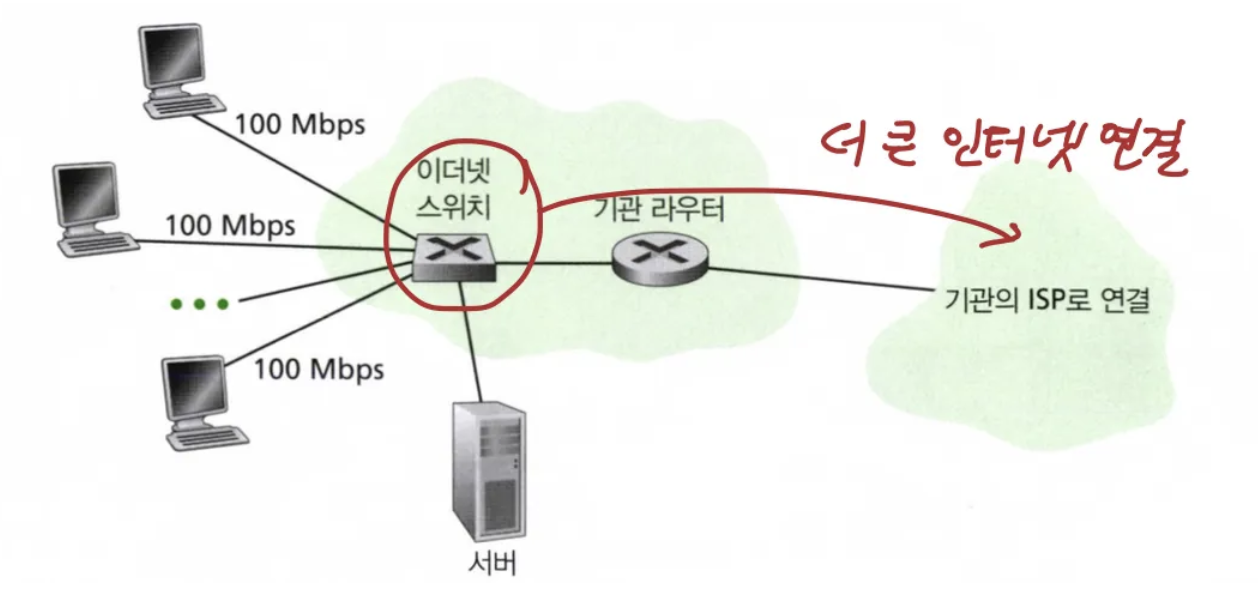 100 Mbps
더 큰 인터넷 연결
이더넷
스위치
기관 라우터
100 Mbps
기관의 ISP로 연결
100 Mbps
서버